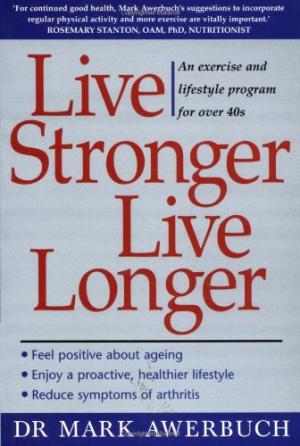 'For continued good health, Mark Awerbuch's suggestions to incorporate
regular physical activity and more exercise are vitally important.'
ROSEMARY STANTON, OAM, PhD, NUTRITIONIST
Live
An exercise and
lifestyle program
for over 40s
Stronger
Live
Longer
• Feel positive about ageing
• Enjoy a proactive, healthier lifestyle
• Reduce symptoms of arthritis
DR MARK AWERBUCH